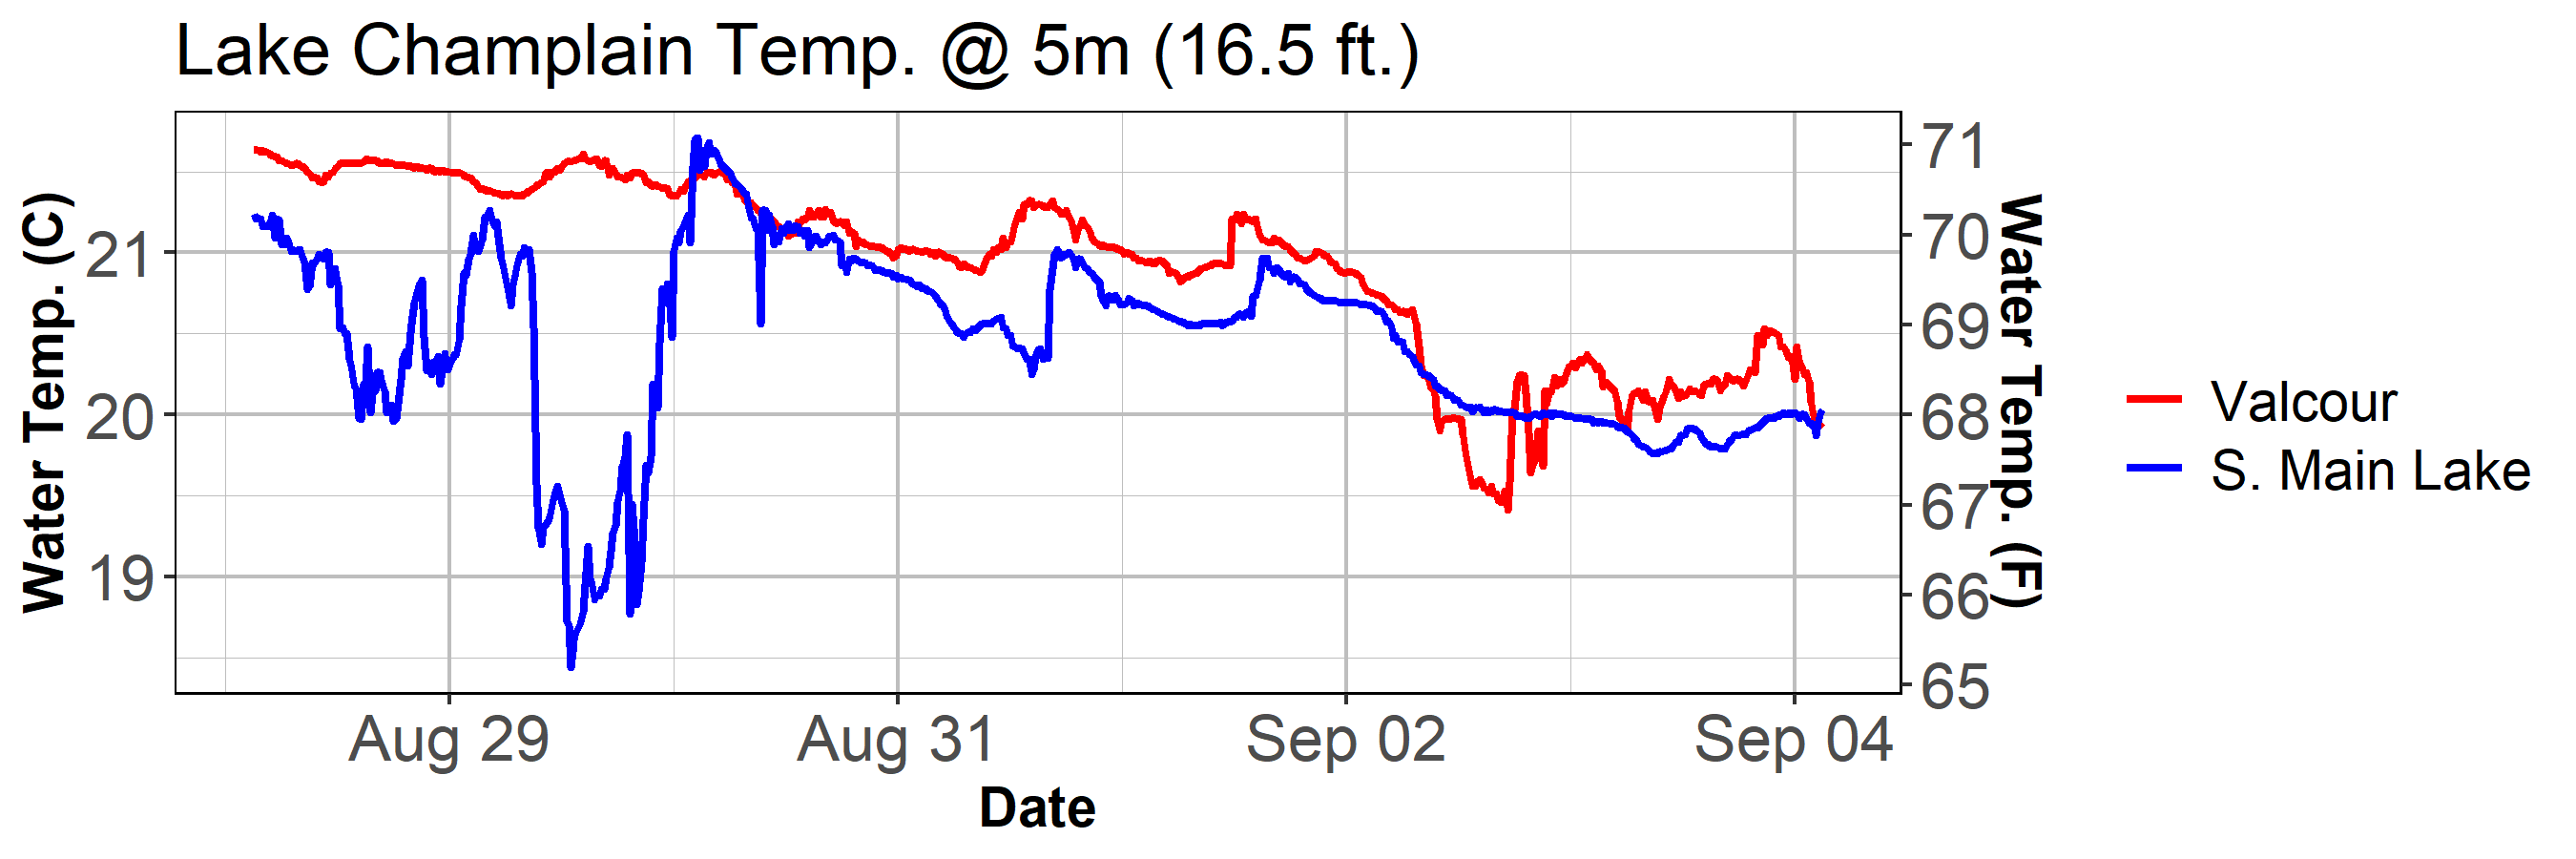 Lake Champlain Temp. @ 5m (16.5 ft.)
Water Temp. (C)
21
20
19
71
70
69
68
67
66
65
Water Temp. (F)
Aug 29
Aug 31
Sep 02
Sep 04
Date
Valcour
S. Main Lake